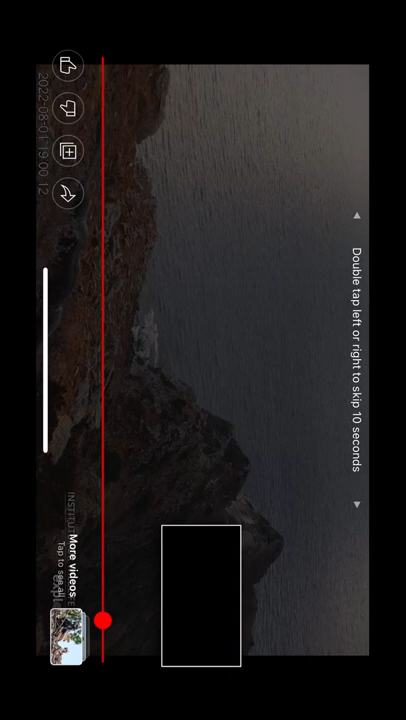 Double tap left or right to skip 10 seconds
2022-08-01 19:00:12
More videos
Tap to see all